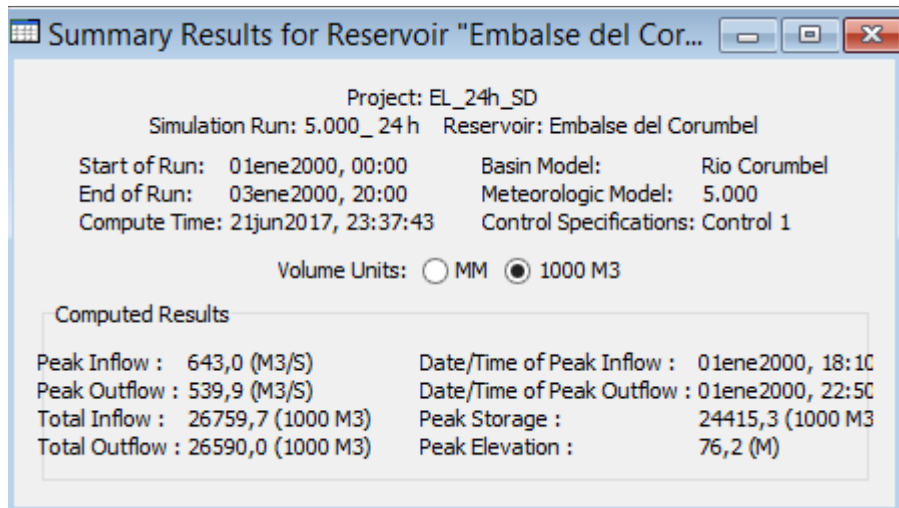 Summary Results for Reservoir "Embalse del Cor...
Project: EL_24h_SD
Simulation Run: 5.000_ 24 h Reservoir: Embalse del Corumbel
Start of Run: 01ene2000, 00:00 Basin Model: Rio Corumbel
End of Run: 03ene2000, 20:00 Meteorologic Model: 5.000
Compute Time: 21jun2017, 23:37:43 Control Specifications: Control 1
Volume Units: MM 1000 M3
Computed Results
Peak Inflow : 643,0 (M3/S) Date/Time of Peak Inflow : 01ene2000, 18:10
Peak Outflow : 539,9 (M3/S) Date/Time of Peak Outflow : 01ene2000, 22:50
Total Inflow : 26759,7 (1000 M3) Peak Storage : 24415,3 (1000 M3
Total Outflow : 26590,0 (1000 M3) Peak Elevation : 76,2 (M)